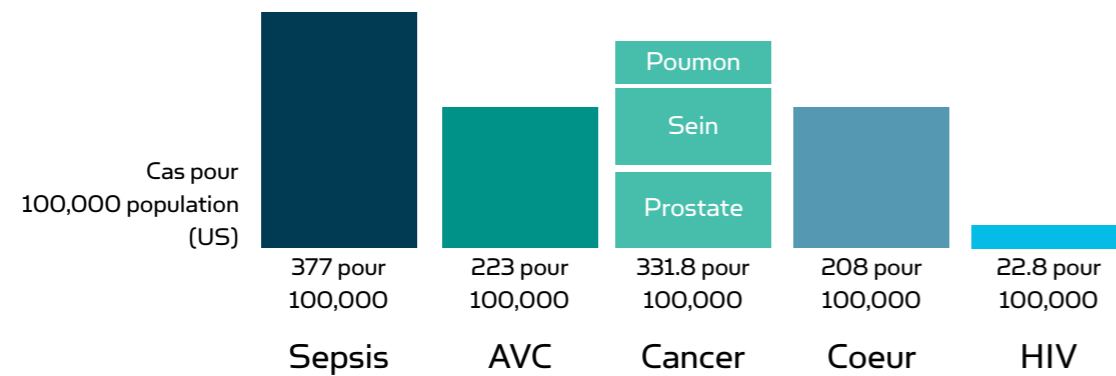 Poumon
Sein
Prostate
Cas pour
100,000 population
(US)
377 pour
100,000
223 pour
100,000
331.8 pour
100,000
208 pour
100,000
22.8 pour
100,000
Sepsis
AVC
Cancer
Coeur
HIV